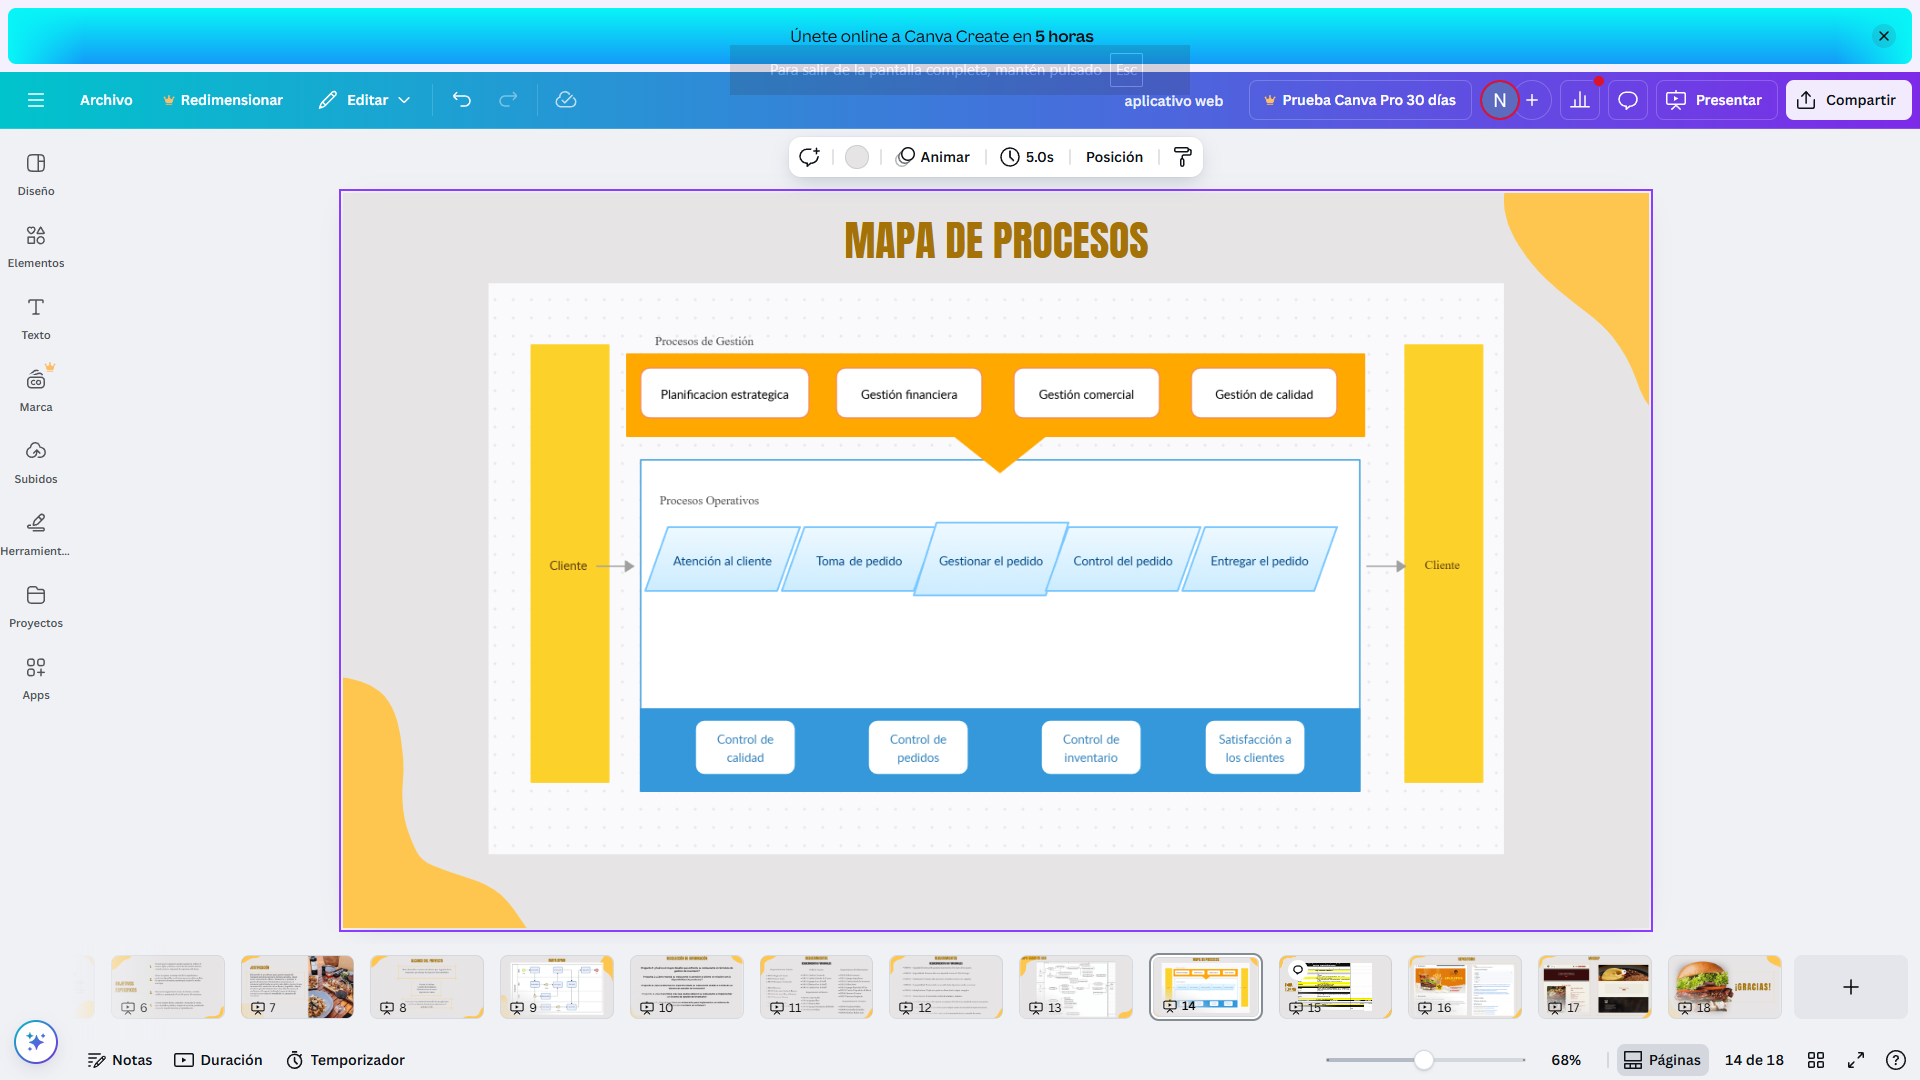 Únete online a Canva Create en 5 horas
Para salir de la pantalla completa, mantén pulsado Esc
Archivo
Redimensionar
Editar
aplicativo web
Prueba Canva Pro 30 días
N
Presentar
Compartir
Animar
5.0s
Posición
Diseño
Elementos
Texto
CO
Marca
Subidos
Herramient...
Proyectos
Apps
MAPA DE PROCESOS
Procesos de Gestión
Planificacion estrategica
Gestión financiera
Gestión comercial
Gestión de calidad
Procesos Operativos
Cliente
Atención al cliente
Toma de pedido
Gestionar el pedido
Control del pedido
Entregar el pedido
Cliente
Control de
calidad
Control de
pedidos
Control de
inventario
Satisfacción a
los clientes
6
7
8
9
10
11
12
13
MAPA DE PROCESOS
14
15
16
17
¡GRACIAS!
18
Notas
Duración
Temporizador
68%
Páginas
14 de 18